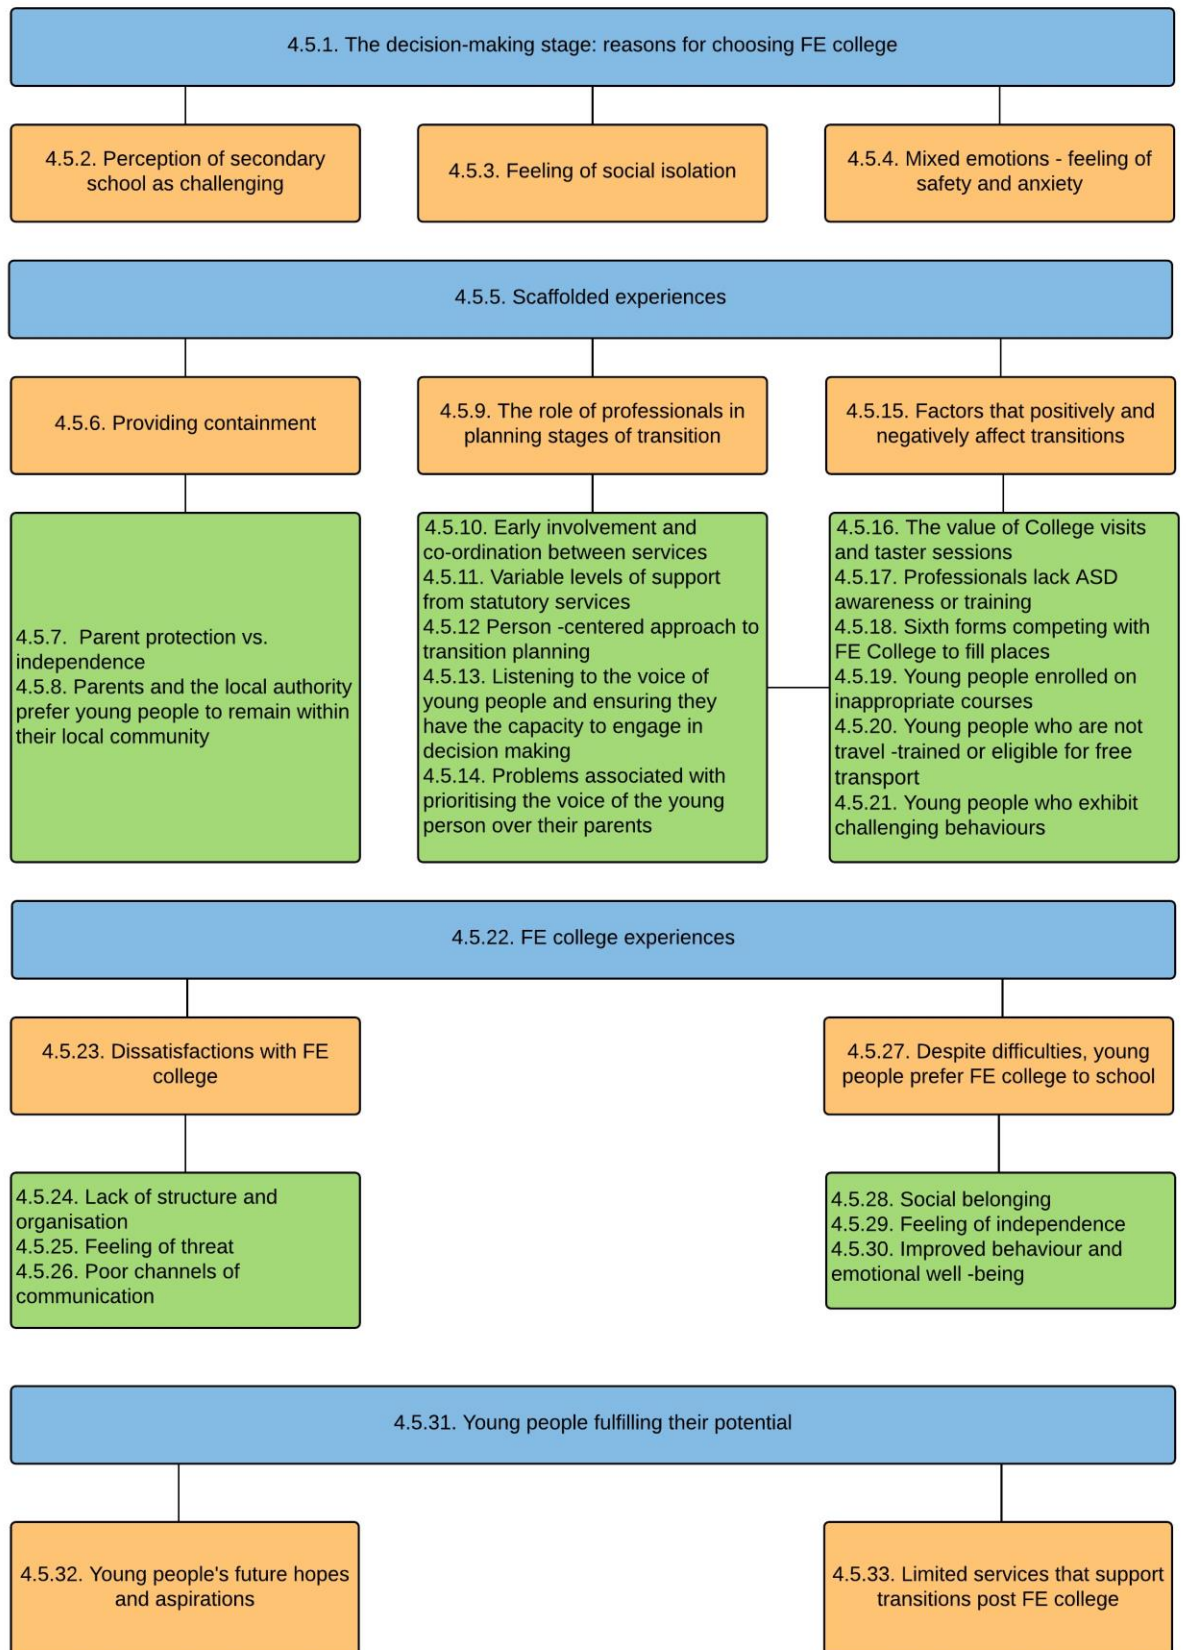 4.5.1. The decision-making stage: reasons for choosing FE college
4.5.2. Perception of secondary
school as challenging
4.5.3. Feeling of social isolation
4.5.4. Mixed emotions - feeling of
safety and anxiety
4.5.5. Scaffolded experiences
4.5.6. Providing containment
4.5.9. The role of professionals in
planning stages of transition
4.5.15. Factors that positively and
negatively affect transitions
4.5.7.  Parent protection vs.
independence
4.5.8. Parents and the local authority
prefer young people to remain within
their local community
4.5.10. Early involvement and
co-ordination between services
4.5.11. Variable levels of support
from statutory services
4.5.12 Person -centered approach to
transition planning
4.5.13. Listening to the voice of
young people and ensuring they
have the capacity to engage in
decision making
4.5.14. Problems associated with
prioritising the voice of the young
person over their parents
4.5.16. The value of College visits
and taster sessions
4.5.17. Professionals lack ASD
awareness or training
4.5.18. Sixth forms competing with
FE College to fill places
4.5.19. Young people enrolled on
inappropriate courses
4.5.20. Young people who are not
travel -trained or eligible for free
transport
4.5.21. Young people who exhibit
challenging behaviours
4.5.22. FE college experiences
4.5.23. Dissatisfactions with FE
college
4.5.27. Despite difficulties, young
people prefer FE college to school
4.5.24. Lack of structure and
organisation
4.5.25. Feeling of threat
4.5.26. Poor channels of
communication
4.5.28. Social belonging
4.5.29. Feeling of independence
4.5.30. Improved behaviour and
emotional well -being
4.5.31. Young people fulfilling their potential
4.5.32. Young people's future hopes
and aspirations
4.5.33. Limited services that support
transitions post FE college